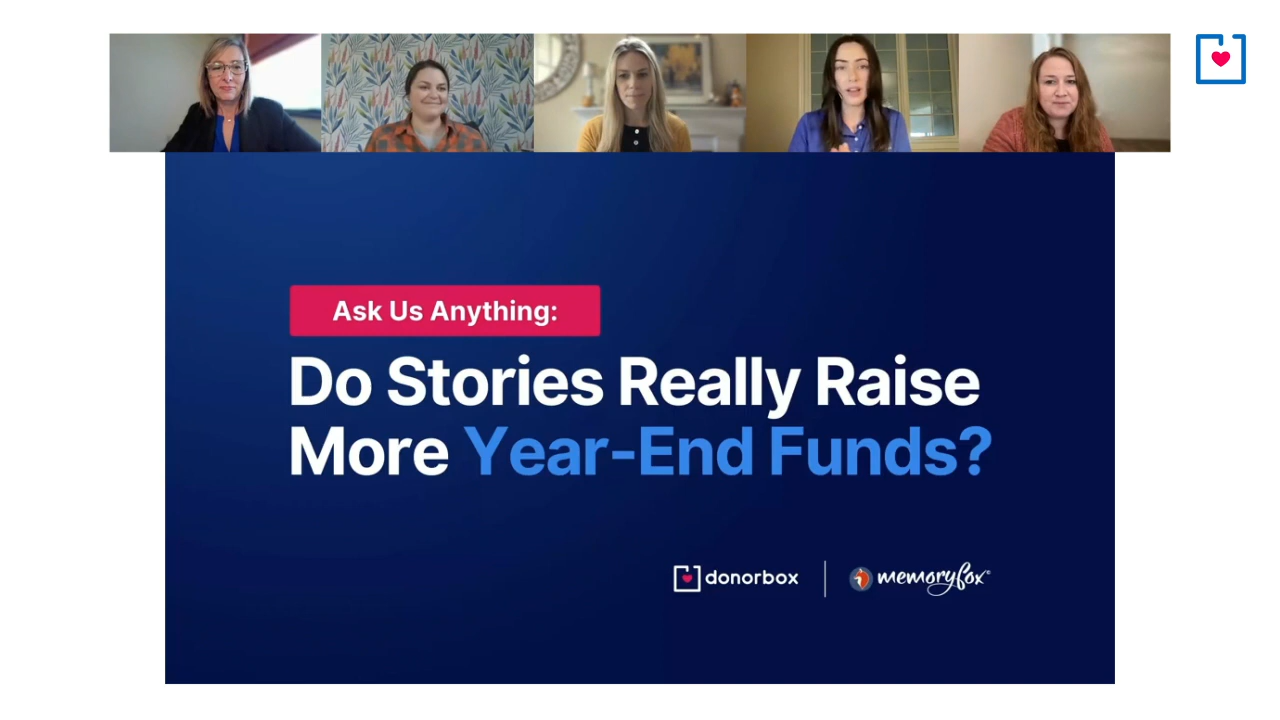 Ask Us Anything:
Do Stories Really Raise
More Year-End Funds?
donorbox
memoryfox